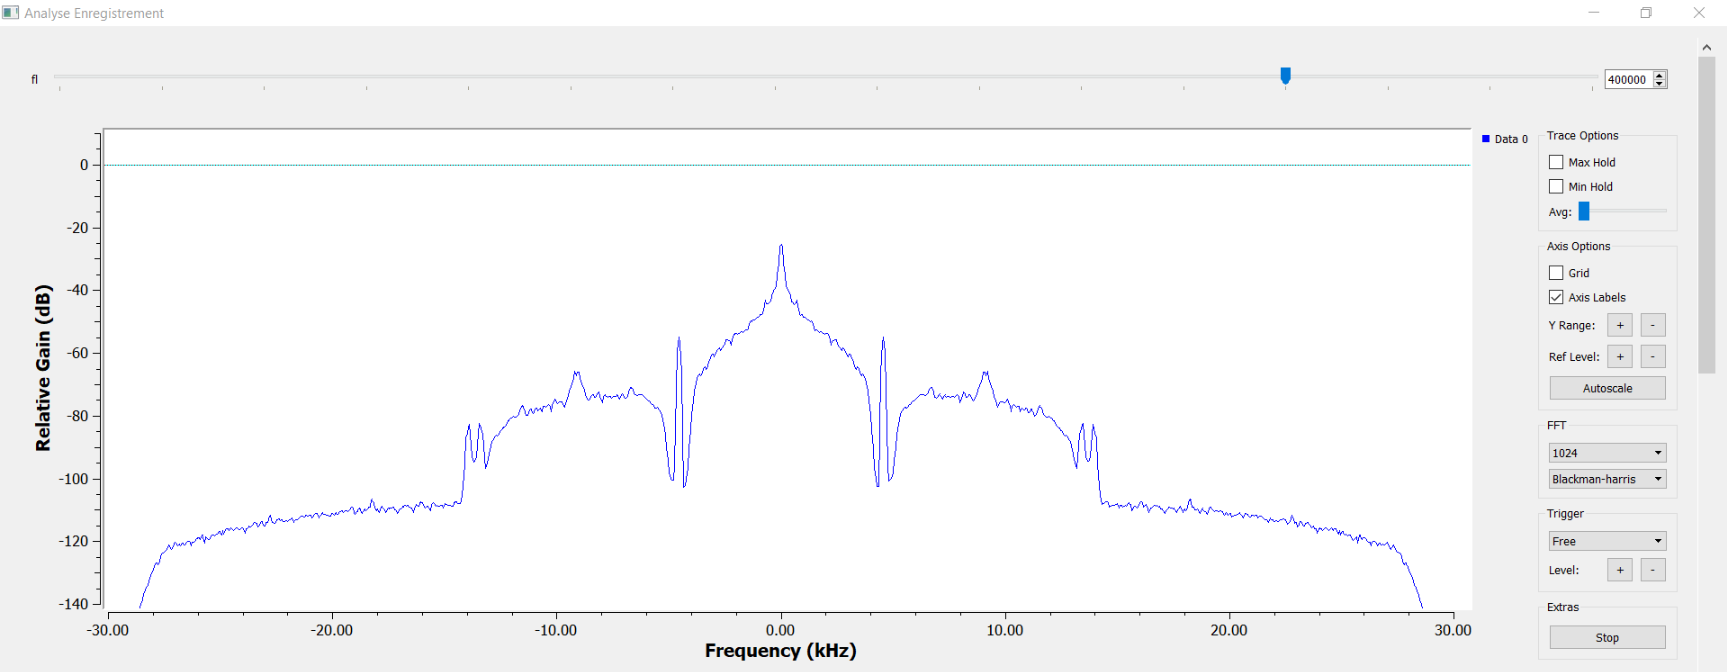 Analyse Enregistrement
fl
400000
Data 0
Trace Options
Max Hold
Min Hold
Avg:
Axis Options
Grid
Axis Labels
Y Range: + -
Ref Level: + -
Autoscale
FFT
1024
Blackman-harris
Trigger
Free
Level: + -
Extras
Stop
Relative Gain (dB)
0
-20
-40
-60
-80
-100
-120
-140
-30.00 -20.00 -10.00 0.00 10.00 20.00 30.00
Frequency (kHz)